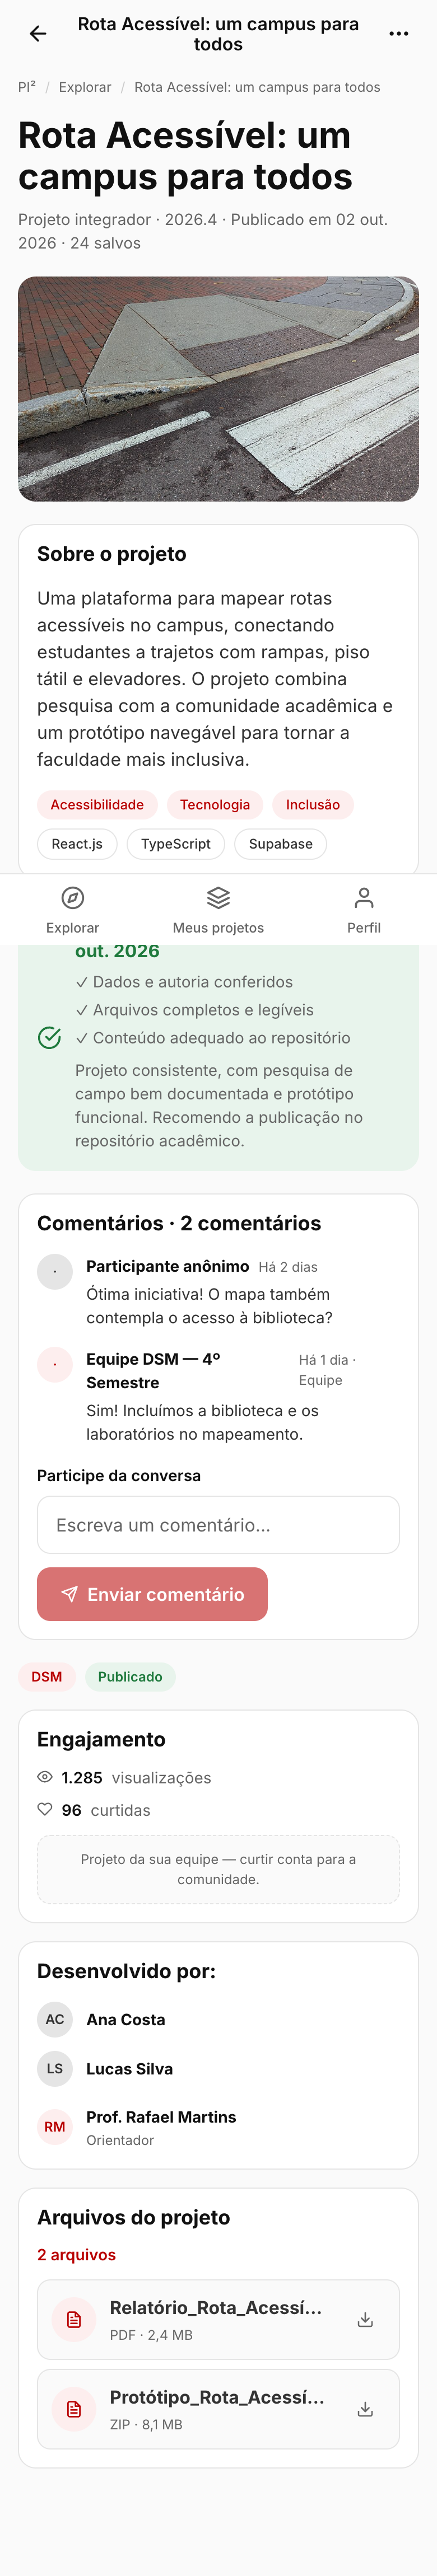 Rota Acessível: um campus para
todos
PI² / Explorar / Rota Acessível: um campus para todos
Rota Acessível: um
campus para todos
Projeto integrador · 2026.4 · Publicado em 02 out.
2026 · 24 salvos
Sobre o projeto
Uma plataforma para mapear rotas
acessíveis no campus, conectando
estudantes a trajetos com rampas, piso
tátil e elevadores. O projeto combina
pesquisa com a comunidade acadêmica e
um protótipo navegável para tornar a
faculdade mais inclusiva.
Acessibilidade Tecnologia Inclusão
React.js TypeScript Supabase
Explorar Meus projetos Perfil
out. 2026
✓ Dados e autoria conferidos
✓ Arquivos completos e legíveis
✓ Conteúdo adequado ao repositório
Projeto consistente, com pesquisa de
campo bem documentada e protótipo
funcional. Recomendo a publicação no
repositório acadêmico.
Comentários · 2 comentários
Participante anônimo Há 2 dias
Ótima iniciativa! O mapa também
contempla o acesso à biblioteca?
Equipe DSM — 4º Há 1 dia ·
Semestre Equipe
Sim! Incluímos a biblioteca e os
laboratórios no mapeamento.
Participe da conversa
Escreva um comentário...
Enviar comentário
DSM Publicado
Engajamento
1.285 visualizações
96 curtidas
Projeto da sua equipe — curtir conta para a
comunidade.
Desenvolvido por:
AC Ana Costa
LS Lucas Silva
RM Prof. Rafael Martins
Orientador
Arquivos do projeto
2 arquivos
Relatório_Rota_Acessí...
PDF · 2,4 MB
Protótipo_Rota_Acessí...
ZIP · 8,1 MB